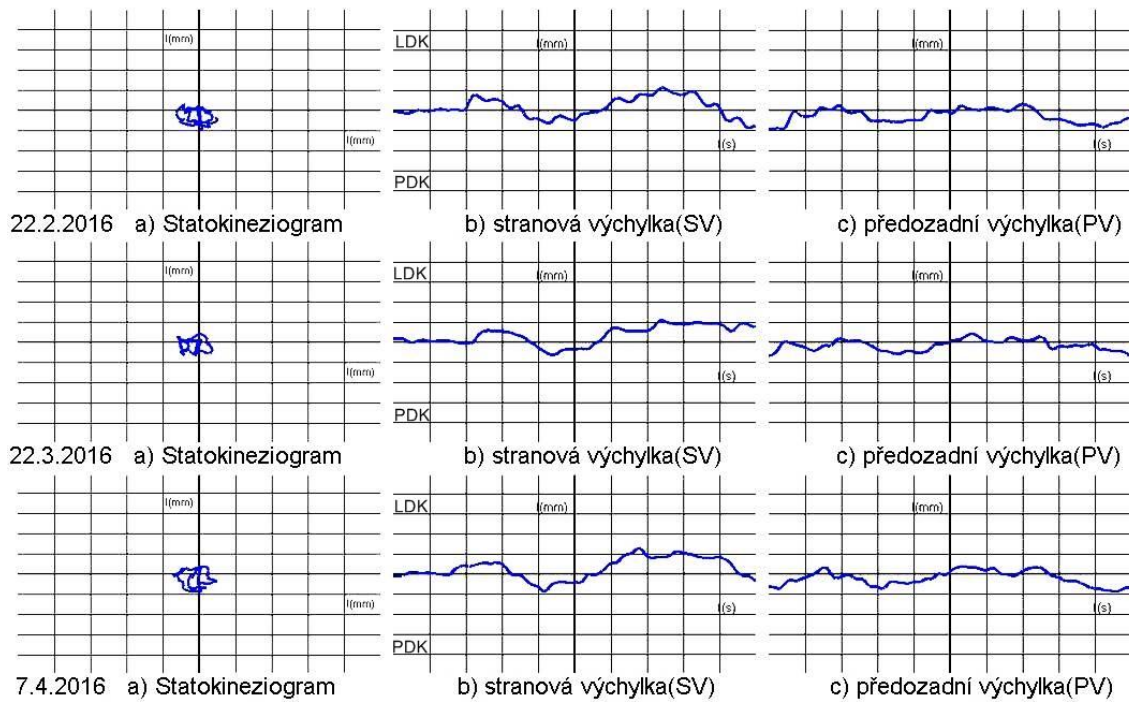 I(mm)
I(mm)
22.2.2016 a) Statokineziogram
LDK
I(mm)
I(s)
PDK
b) stranová výchylka(SV)
I(mm)
I(s)
c) předozadní výchylka(PV)
I(mm)
I(mm)
22.3.2016 a) Statokineziogram
LDK
I(mm)
I(s)
PDK
b) stranová výchylka(SV)
I(mm)
I(s)
c) předozadní výchylka(PV)
I(mm)
I(mm)
7.4.2016 a) Statokineziogram
LDK
I(mm)
I(s)
PDK
b) stranová výchylka(SV)
I(mm)
I(s)
c) předozadní výchylka(PV)